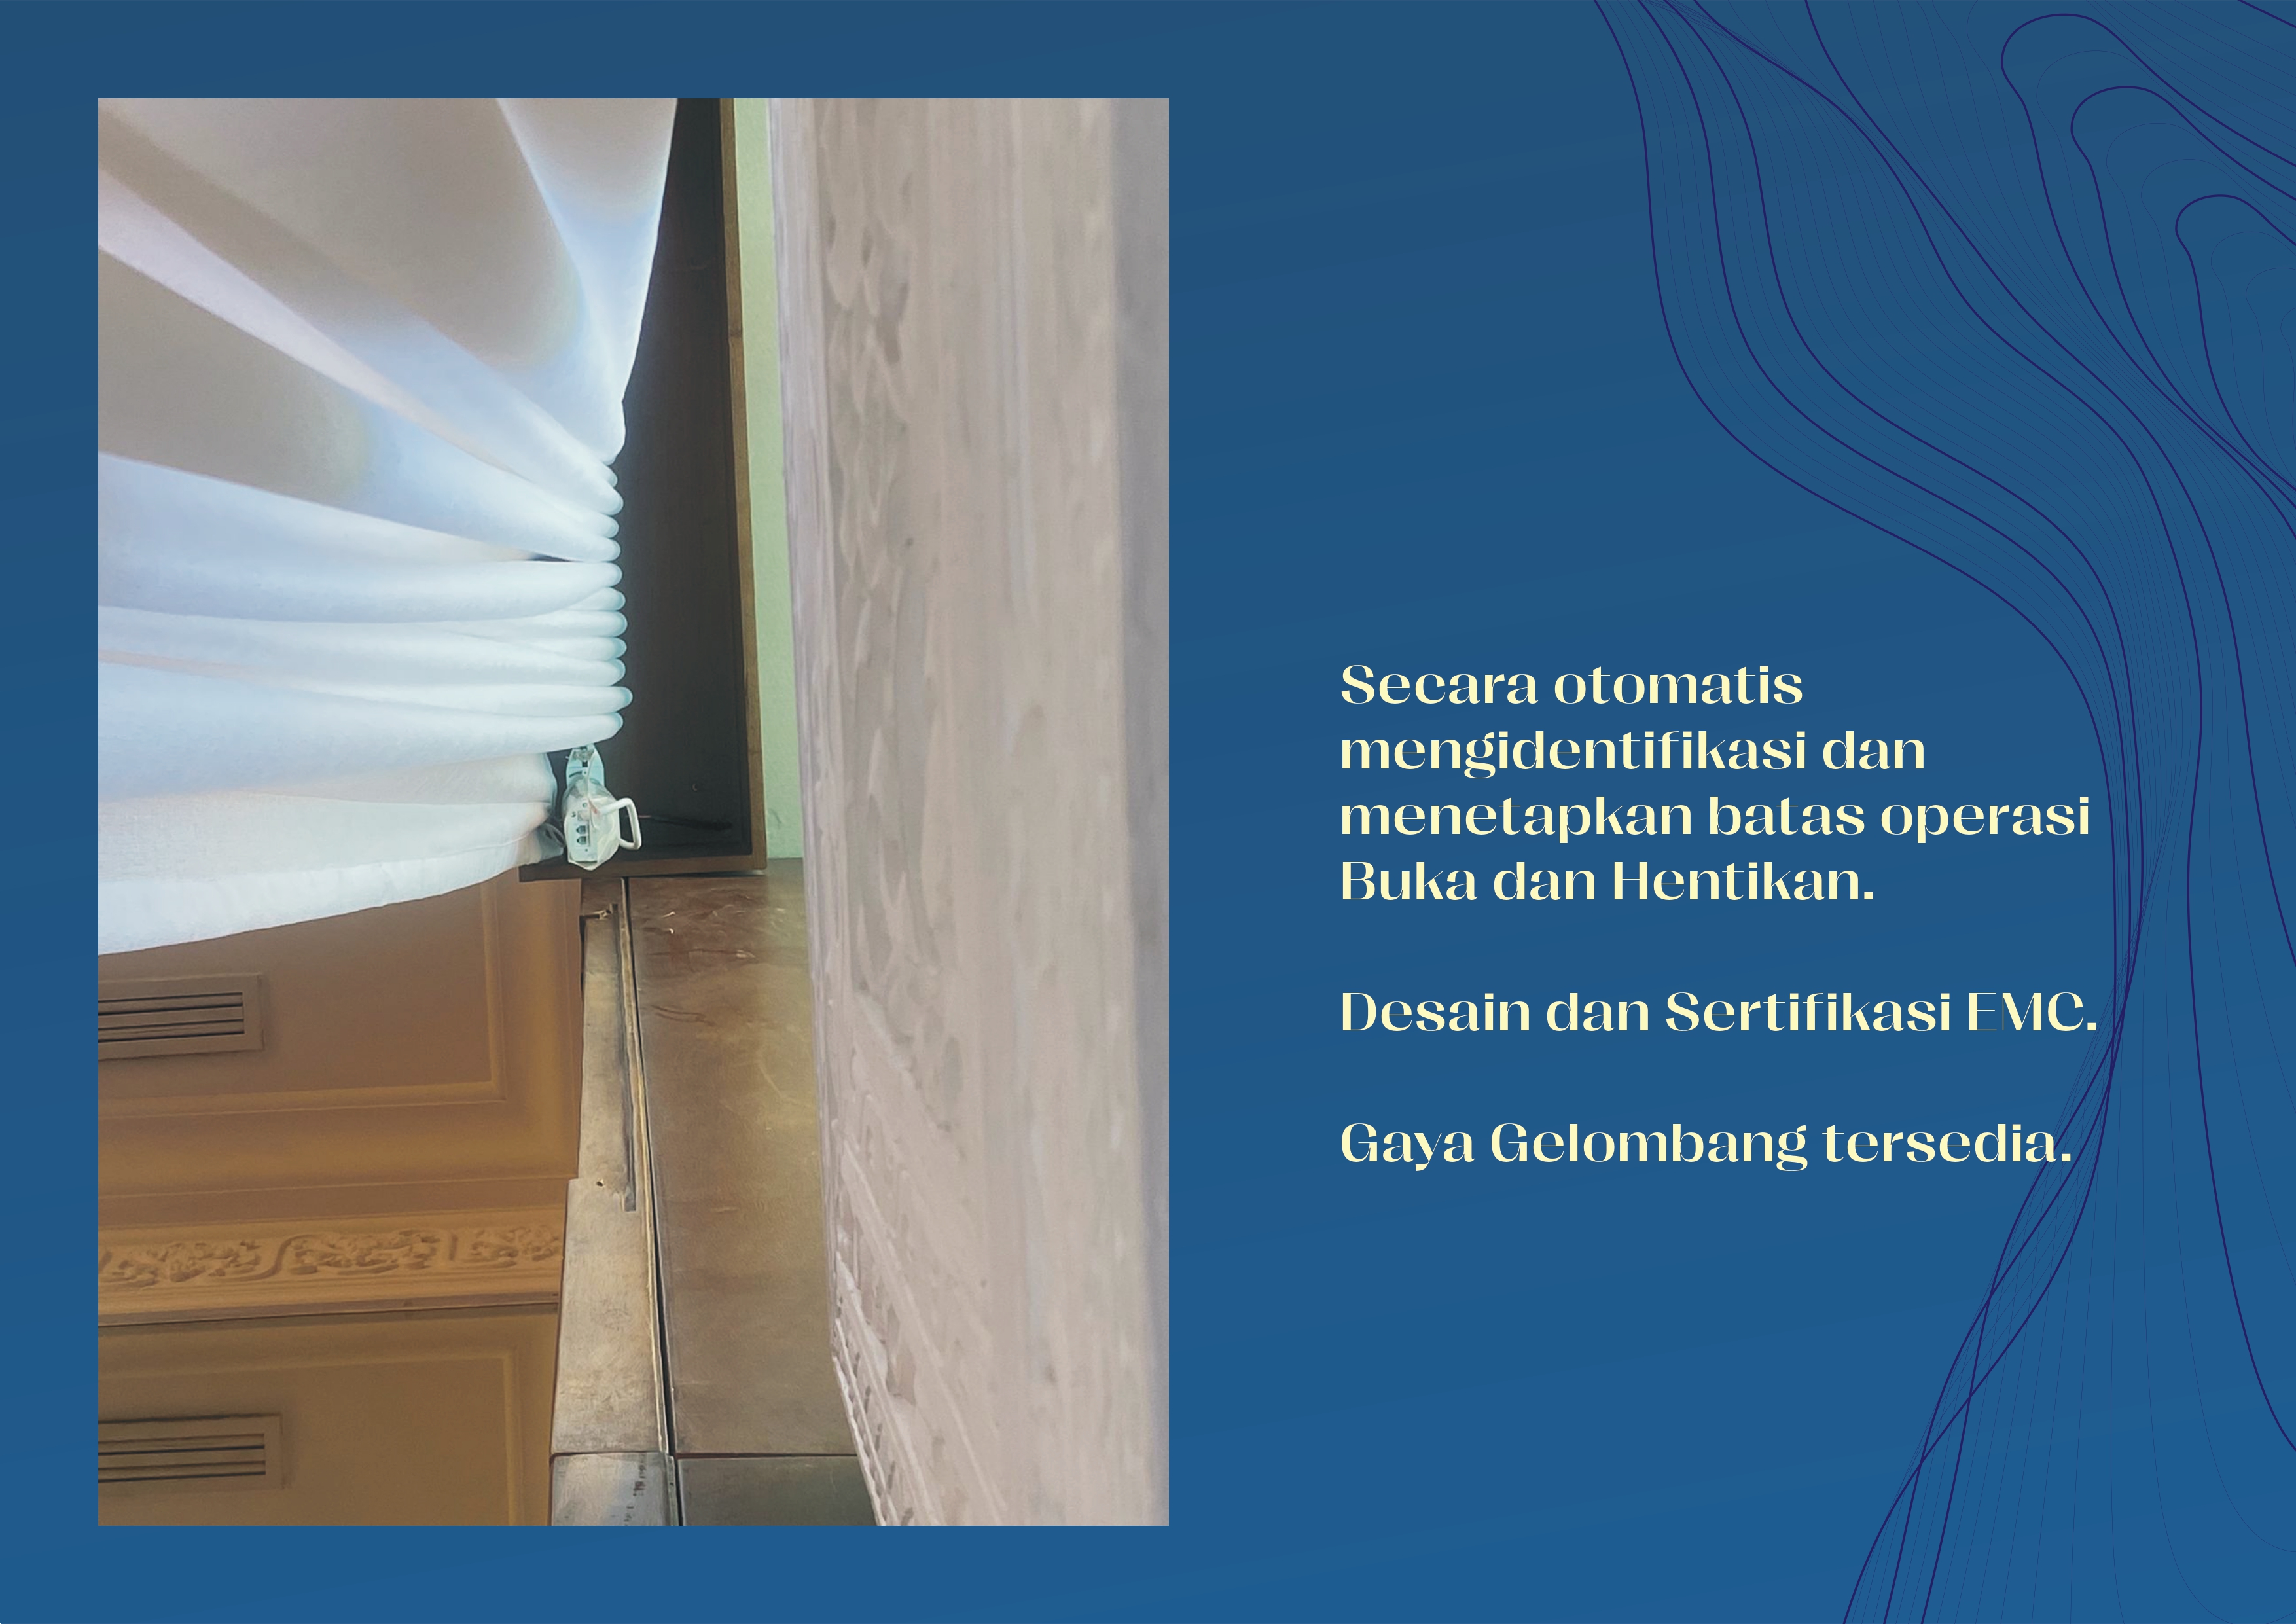 Secara otomatis
mengidentifikasi dan
menetapkan batas operasi
Buka dan Hentikan.
Desain dan Sertifikasi EMC.
Gaya Gelombang tersedia.